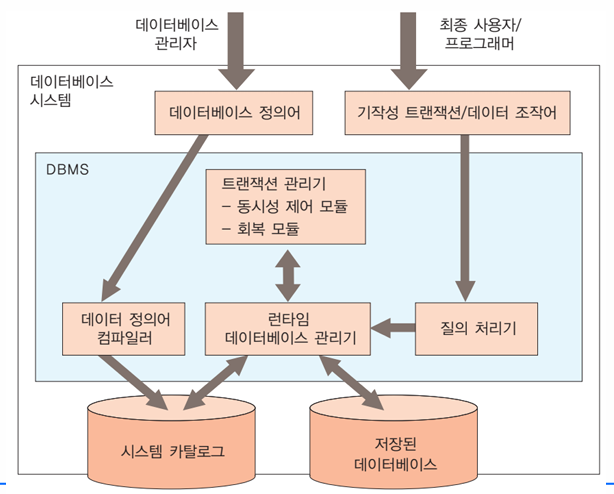 데이터베이스
관리자
최종 사용자/
프로그래머
데이터베이스
시스템
데이터베이스 정의어
기작성 트랜잭션/데이터 조작어
DBMS
트랜잭션 관리기
– 동시성 제어 모듈
– 회복 모듈
데이터 정의어
컴파일러
런타임
데이터베이스 관리기
질의 처리기
시스템 카탈로그
저장된
데이터베이스